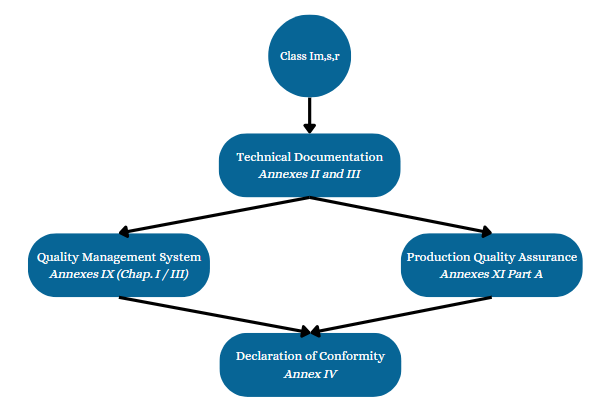 Class Im,s,r
Technical Documentation
Annexes II and III
Quality Management System
Annexes IX (Chap. I / III)
Production Quality Assurance
Annexes XI Part A
Declaration of Conformity
Annex IV